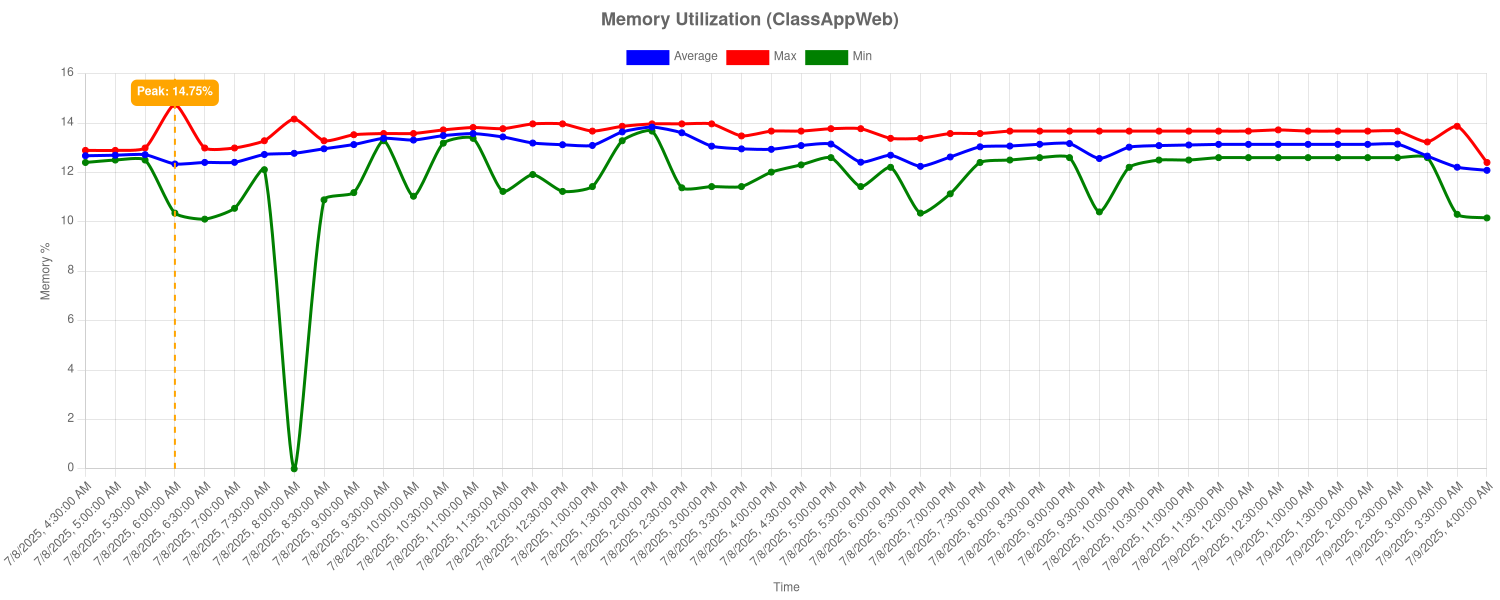 Memory Utilization (ClassAppWeb)
Average Max Min
Peak: 14.75%
16
14
12
10
8
6
4
2
0
Memory %
7/8/2025, 4:30:00 AM
7/8/2025, 5:00:00 AM
7/8/2025, 5:30:00 AM
7/8/2025, 6:00:00 AM
7/8/2025, 6:30:00 AM
7/8/2025, 7:00:00 AM
7/8/2025, 7:30:00 AM
7/8/2025, 8:00:00 AM
7/8/2025, 8:30:00 AM
7/8/2025, 9:00:00 AM
7/8/2025, 9:30:00 AM
7/8/2025, 10:00:00 AM
7/8/2025, 10:30:00 AM
7/8/2025, 11:00:00 AM
7/8/2025, 11:30:00 AM
7/8/2025, 12:00:00 PM
7/8/2025, 12:30:00 PM
7/8/2025, 1:00:00 PM
7/8/2025, 1:30:00 PM
7/8/2025, 2:00:00 PM
7/8/2025, 2:30:00 PM
7/8/2025, 3:00:00 PM
7/8/2025, 3:30:00 PM
7/8/2025, 4:00:00 PM
7/8/2025, 4:30:00 PM
7/8/2025, 5:00:00 PM
7/8/2025, 5:30:00 PM
7/8/2025, 6:00:00 PM
7/8/2025, 6:30:00 PM
7/8/2025, 7:00:00 PM
7/8/2025, 7:30:00 PM
7/8/2025, 8:00:00 PM
7/8/2025, 8:30:00 PM
7/8/2025, 9:00:00 PM
7/8/2025, 9:30:00 PM
7/8/2025, 10:00:00 PM
7/8/2025, 10:30:00 PM
7/8/2025, 11:00:00 PM
7/8/2025, 11:30:00 PM
7/9/2025, 12:00:00 AM
7/9/2025, 12:30:00 AM
7/9/2025, 1:00:00 AM
7/9/2025, 1:30:00 AM
7/9/2025, 2:00:00 AM
7/9/2025, 2:30:00 AM
7/9/2025, 3:00:00 AM
7/9/2025, 3:30:00 AM
7/9/2025, 4:00:00 AM
Time